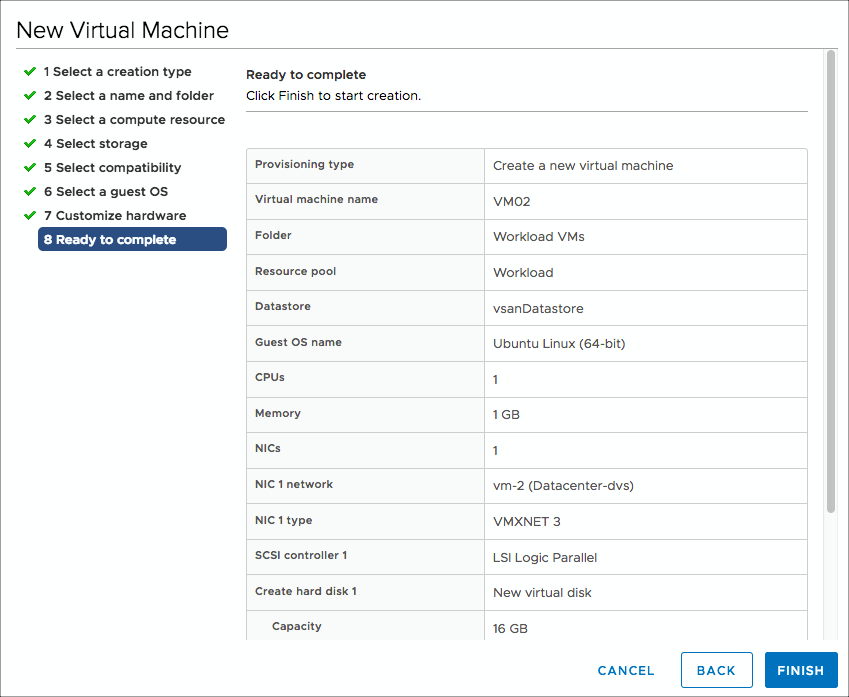 New Virtual Machine
1 Select a creation type
2 Select a name and folder
3 Select a compute resource
4 Select storage
5 Select compatibility
6 Select a guest OS
7 Customize hardware
8 Ready to complete
Ready to complete
Click Finish to start creation.
Provisioning type Create a new virtual machine
Virtual machine name VM02
Folder Workload VMs
Resource pool Workload
Datastore vsanDatastore
Guest OS name Ubuntu Linux (64-bit)
CPUs 1
Memory 1 GB
NICs 1
NIC 1 network vm-2 (Datacenter-dvs)
NIC 1 type VMXNET 3
SCSI controller 1 LSI Logic Parallel
Create hard disk 1 New virtual disk
Capacity 16 GB
CANCEL BACK FINISH